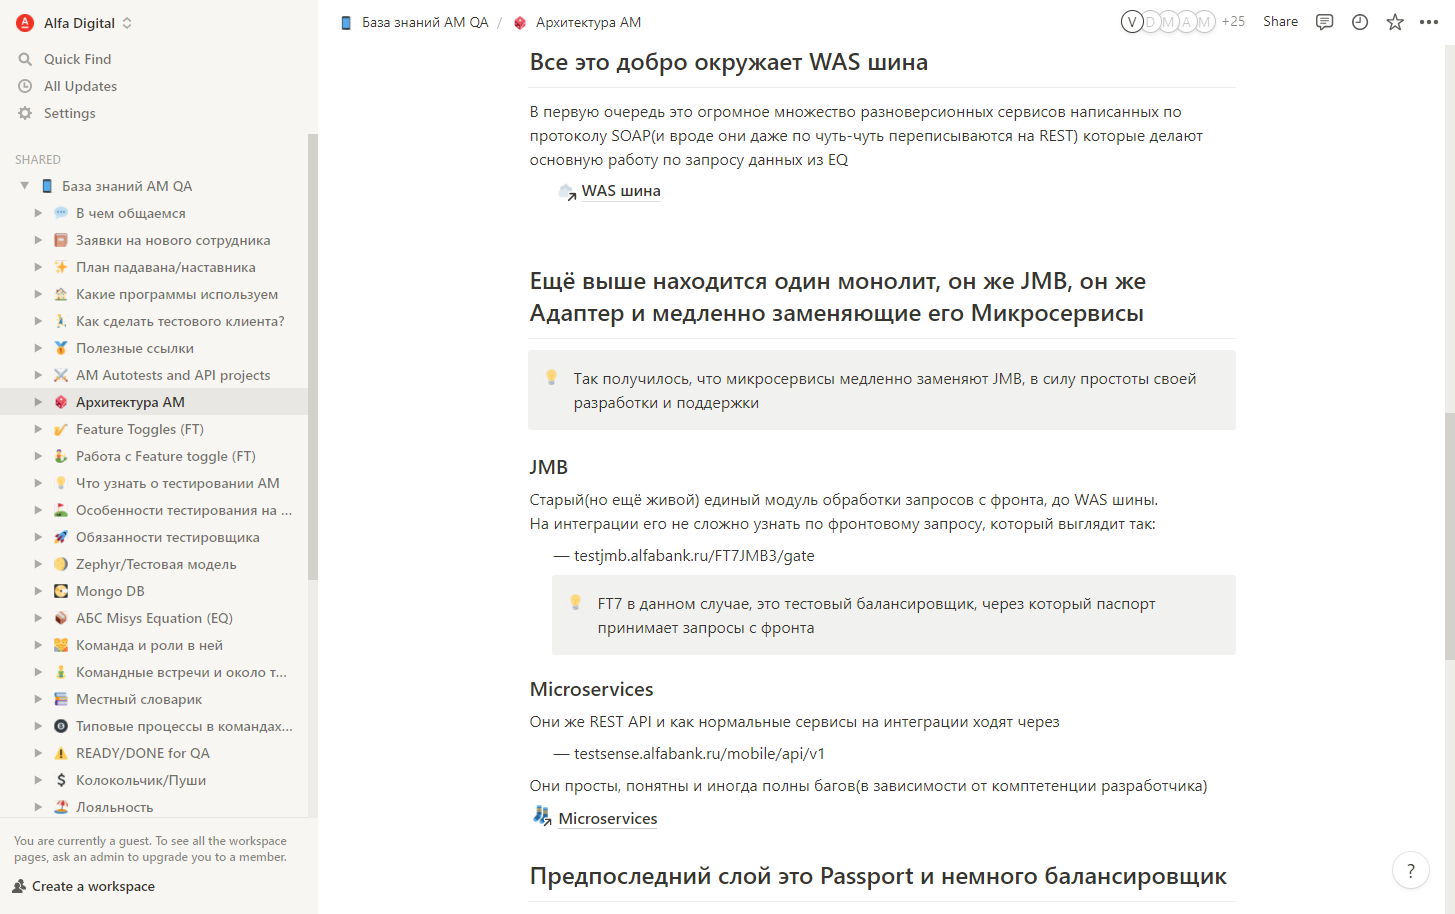 Alfa Digital
Quick Find
All Updates
Settings
SHARED
База знаний AM QA
В чем общаемся
Заявки на нового сотрудника
План падавана/наставника
Какие программы используем
Как сделать тестового клиента?
Полезные ссылки
AM Autotests and API projects
Архитектура АМ
Feature Toggles (FT)
Работа с Feature toggle (FT)
Что узнать о тестировании АМ
Особенности тестирования на ...
Обязанности тестировщика
Zephyr/Тестовая модель
Mongo DB
АБС Misys Equation (EQ)
Команда и роли в ней
Командные встречи и около т...
Местный словарик
Типовые процессы в командах...
READY/DONE for QA
Колокольчик/Пуши
Лояльность
You are currently a guest. To see all the workspace
pages, ask an admin to upgrade you to a member.
Create a workspace
База знаний AM QA / Архитектура АМ
V D M A M +25 Share
Все это добро окружает WAS шина
В первую очередь это огромное множество разноверсионных сервисов написанных по
протоколу SOAP(и вроде они даже по чуть-чуть переписываются на REST) которые делают
основную работу по запросу данных из EQ
WAS шина
Ещё выше находится один монолит, он же JMB, он же
Адаптер и медленно заменяющие его Микросервисы
Так получилось, что микросервисы медленно заменяют JMB, в силу простоты своей
разработки и поддержки
JMB
Старый(но ещё живой) единый модуль обработки запросов с фронта, до WAS шины.
На интеграции его не сложно узнать по фронтовому запросу, который выглядит так:
— testjmb.alfabank.ru/FT7JMB3/gate
FT7 в данном случае, это тестовый балансировщик, через который паспорт
принимает запросы с фронта
Microservices
Они же REST API и как нормальные сервисы на интеграции ходят через
— testsense.alfabank.ru/mobile/api/v1
Они просты, понятны и иногда полны багов(в зависимости от комптетенции разработчика)
Microservices
Предпоследний слой это Passport и немного балансировщик
?